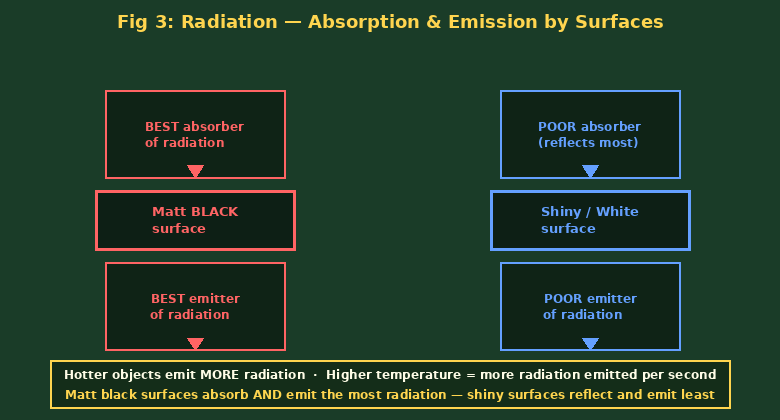 Fig 3: Radiation — Absorption & Emission by Surfaces
BEST absorber
of radiation
Matt BLACK
surface
BEST emitter
of radiation
POOR absorber
(reflects most)
Shiny / White
surface
POOR emitter
of radiation
Hotter objects emit MORE radiation · Higher temperature = more radiation emitted per second
Matt black surfaces absorb AND emit the most radiation — shiny surfaces reflect and emit least